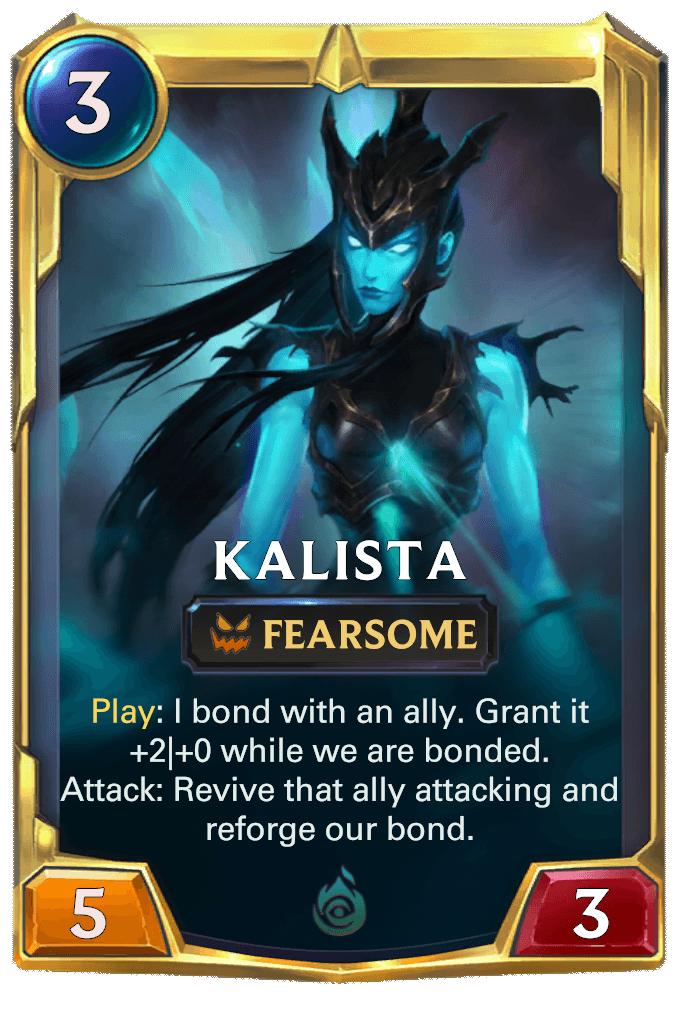 3
KALISTA
FEARSOME
Play: I bond with an ally. Grant it
+2|+0 while we are bonded.
Attack: Revive that ally attacking and
reforge our bond.
5
3